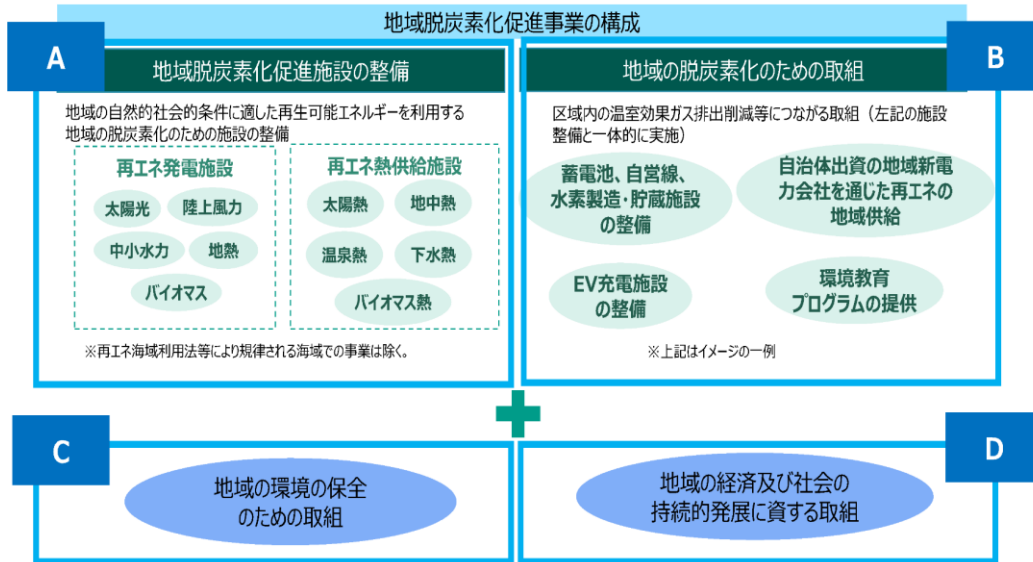 地域脱炭素化促進事業の構成
A
地域脱炭素化促進施設の整備
地域の自然的社会的条件に適した再生可能エネルギーを利用する
地域の脱炭素化のための施設の整備
再エネ発電施設
太陽光
陸上風力
中小水力
地熱
バイオマス
再エネ熱供給施設
太陽熱
地中熱
温泉熱
下水熱
バイオマス熱
※再エネ海域利用法等により規律される海域での事業は除く。
B
地域の脱炭素化のための取組
区域内の温室効果ガス排出削減等につながる取組（左記の施設
整備と一体的に実施）
蓄電池、自営線、
水素製造・貯蔵施設
の整備
自治体出資の地域新電
力会社を通じた再エネの
地域供給
EV充電施設
の整備
環境教育
プログラムの提供
※上記はイメージの一例
C
地域の環境の保全
のための取組
D
地域の経済及び社会の
持続的発展に資する取組